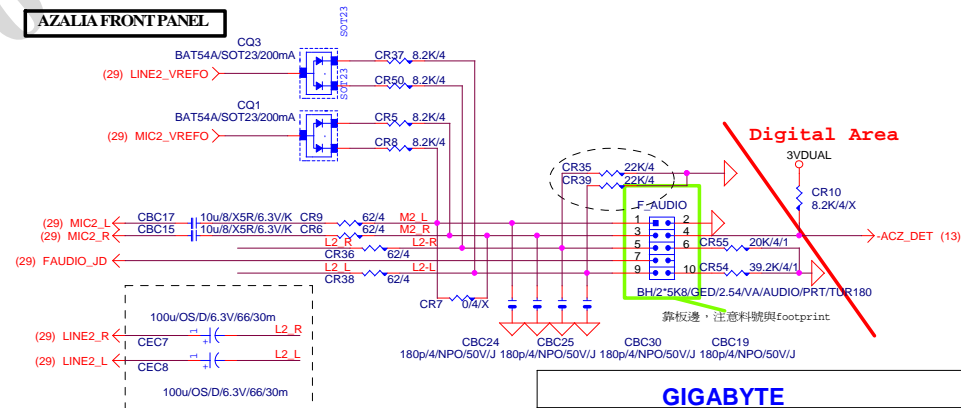 AZALIA FRONT PANEL
SOT23
CQ3
BAT54A/SOT23/200mA
CR37 8.2K/4
(29) LINE2_VREFO
CR50 8.2K/4
SOT23
CQ1
BAT54A/SOT23/200mA
CR5 8.2K/4
(29) MIC2_VREFO
CR8 8.2K/4
Digital Area
3VDUAL
CR35 22K/4
CR39 22K/4
CR10
8.2K/4/X
F_AUDIO
(29) MIC2_L CBC17 10u/8/X5R/6.3V/K CR9 62/4 M2_L 1 2
(29) MIC2_R CBC15 10u/8/X5R/6.3V/K CR6 62/4 M2_R 3 4
-ACZ_DET (13)
L2_R L2-R 5 6 CR55 20K/4/1
CR36 62/4
(29) FAUDIO_JD 7 8
L2_L L2-L 9 10 CR54 39.2K/4/1
CR38 62/4
CR7 0/4/X
BH/2*5K8/GED/2.54/VA/AUDIO/PRT/TUR180
靠板邊，注意料號與footprint
100u/OS/D/6.3V/66/30m
(29) LINE2_R 1 + L2_R
CEC7
(29) LINE2_L 1 + L2_L
CEC8
100u/OS/D/6.3V/66/30m
CBC24 CBC25 CBC30 CBC19
180p/4/NPO/50V/J 180p/4/NPO/50V/J 180p/4/NPO/50V/J 180p/4/NPO/50V/J
GIGABYTE